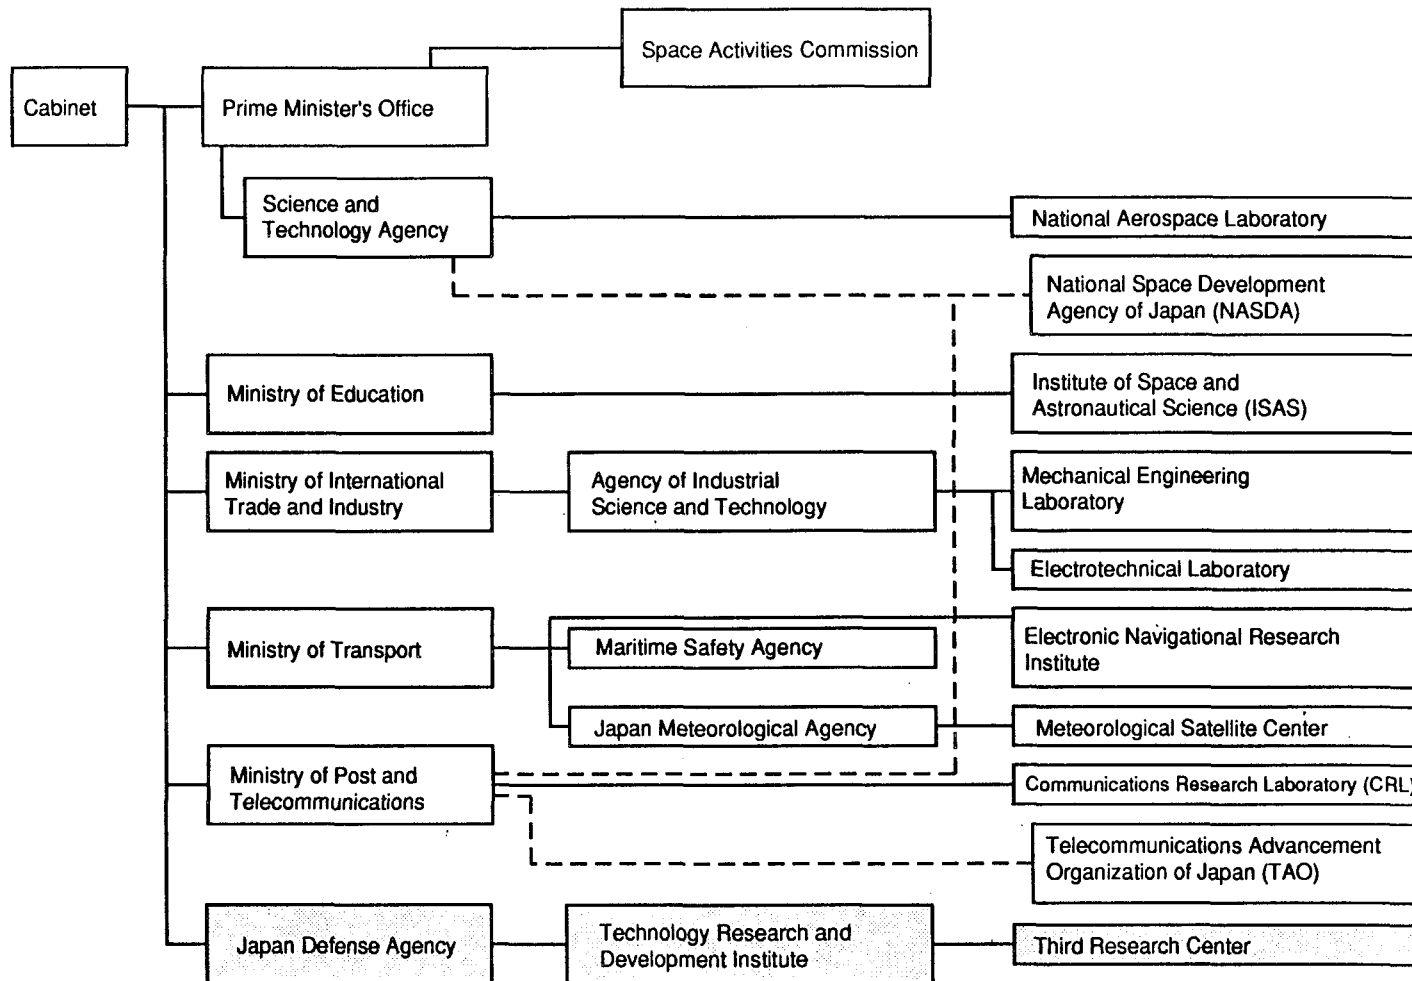 Space Activities Commission
Cabinet
Prime Minister's Office
Science and
Technology Agency
National Aerospace Laboratory
National Space Development
Agency of Japan (NASDA)
Ministry of Education
Institute of Space and
Astronautical Science (ISAS)
Ministry of International
Trade and Industry
Agency of Industrial
Science and Technology
Mechanical Engineering
Laboratory
Electrotechnical Laboratory
Ministry of Transport
Maritime Safety Agency
Electronic Navigational Research
Institute
Japan Meteorological Agency
Meteorological Satellite Center
Ministry of Post and
Telecommunications
Communications Research Laboratory (CRL)
Telecommunications Advancement
Organization of Japan (TAO)
Japan Defense Agency
Technology Research and
Development Institute
Third Research Center